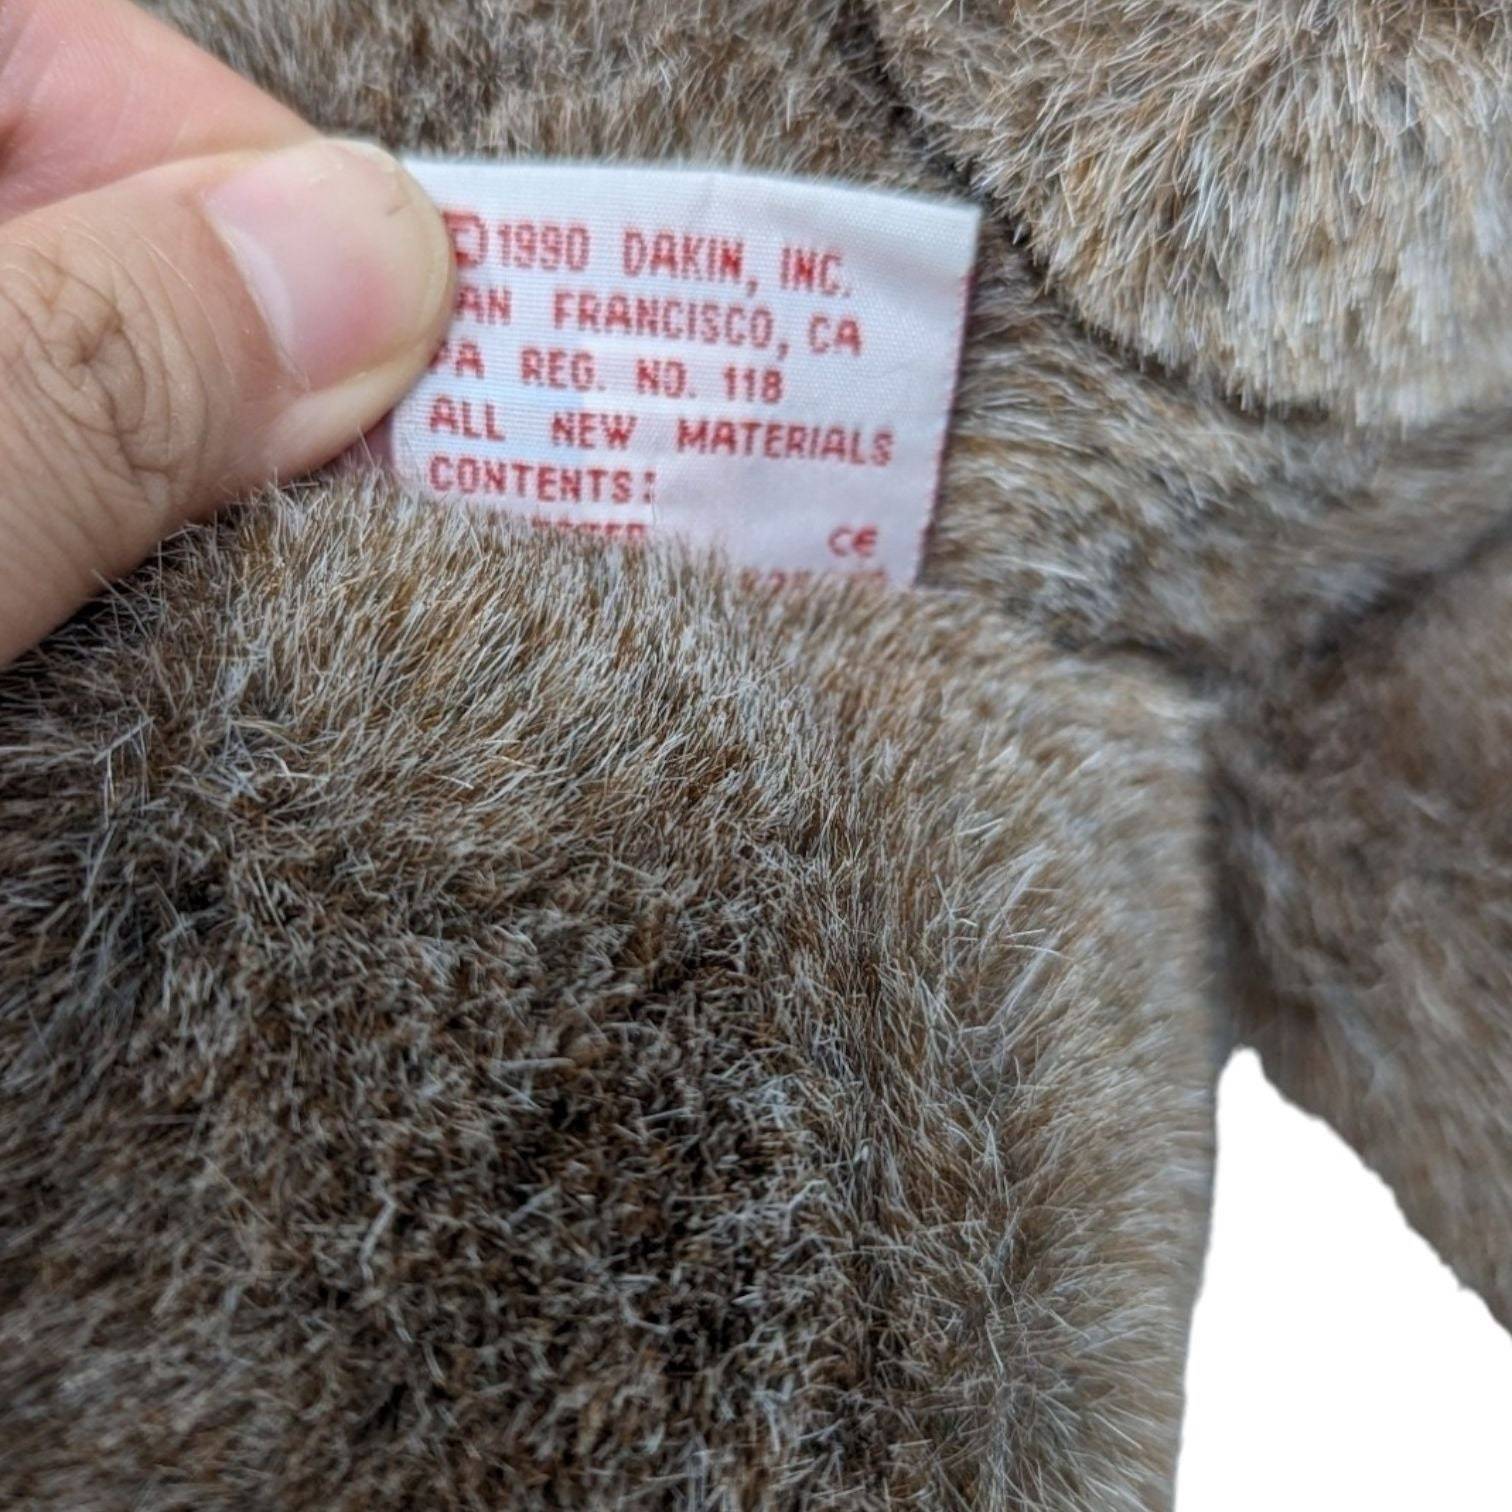 ©1990 DAKIN, INC.
AN FRANCISCO, CA
PA REG. NO. 118
ALL NEW MATERIALS
CONTENTS:
CE